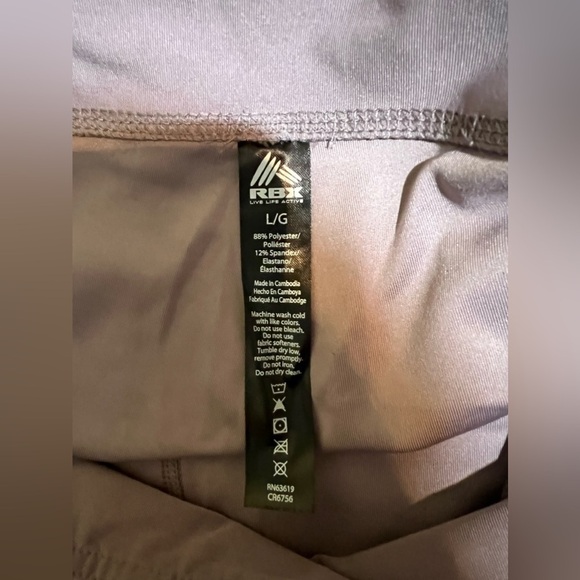 RBX
LIVE LIFE ACTIVE
L/G
88% Polyester/
Poliéster
12% Spandex/
Elastano/
Élasthanne
Made In Cambodia
Hecho En Camboya
Fabriqué Au Cambodge
Machine wash cold
with like colors.
Do not use bleach.
Do not use
fabric softeners.
Tumble dry low,
remove promptly.
Do not iron.
Do not dry clean.
RN63619
CR6756